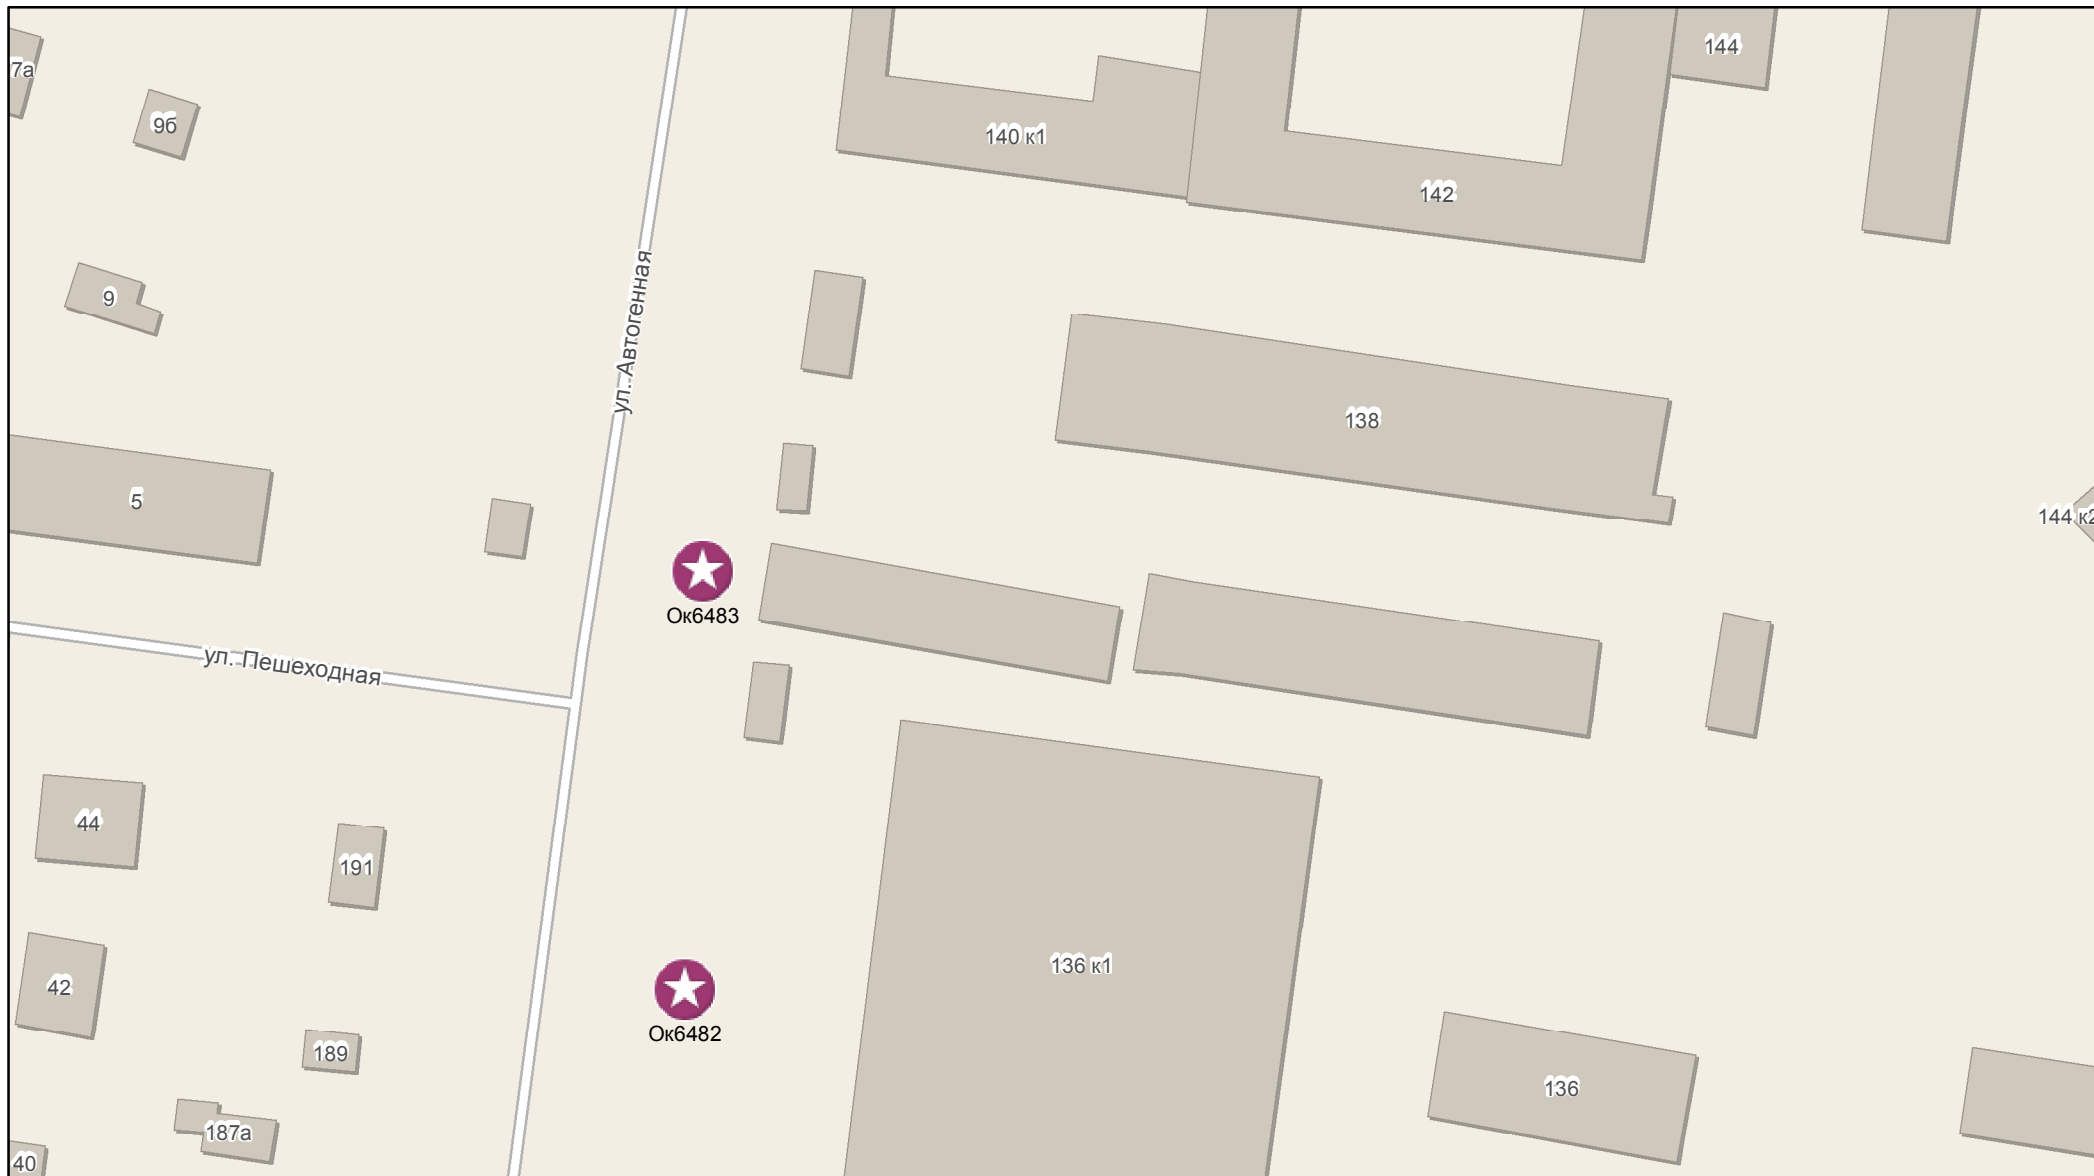 144
7а
9б
140 к1
142
ул. Автогенная
9
138
5
144 к2
Ок6483
ул. Пешеходная
44
191
136 к1
42
Ок6482
189
136
187а
40